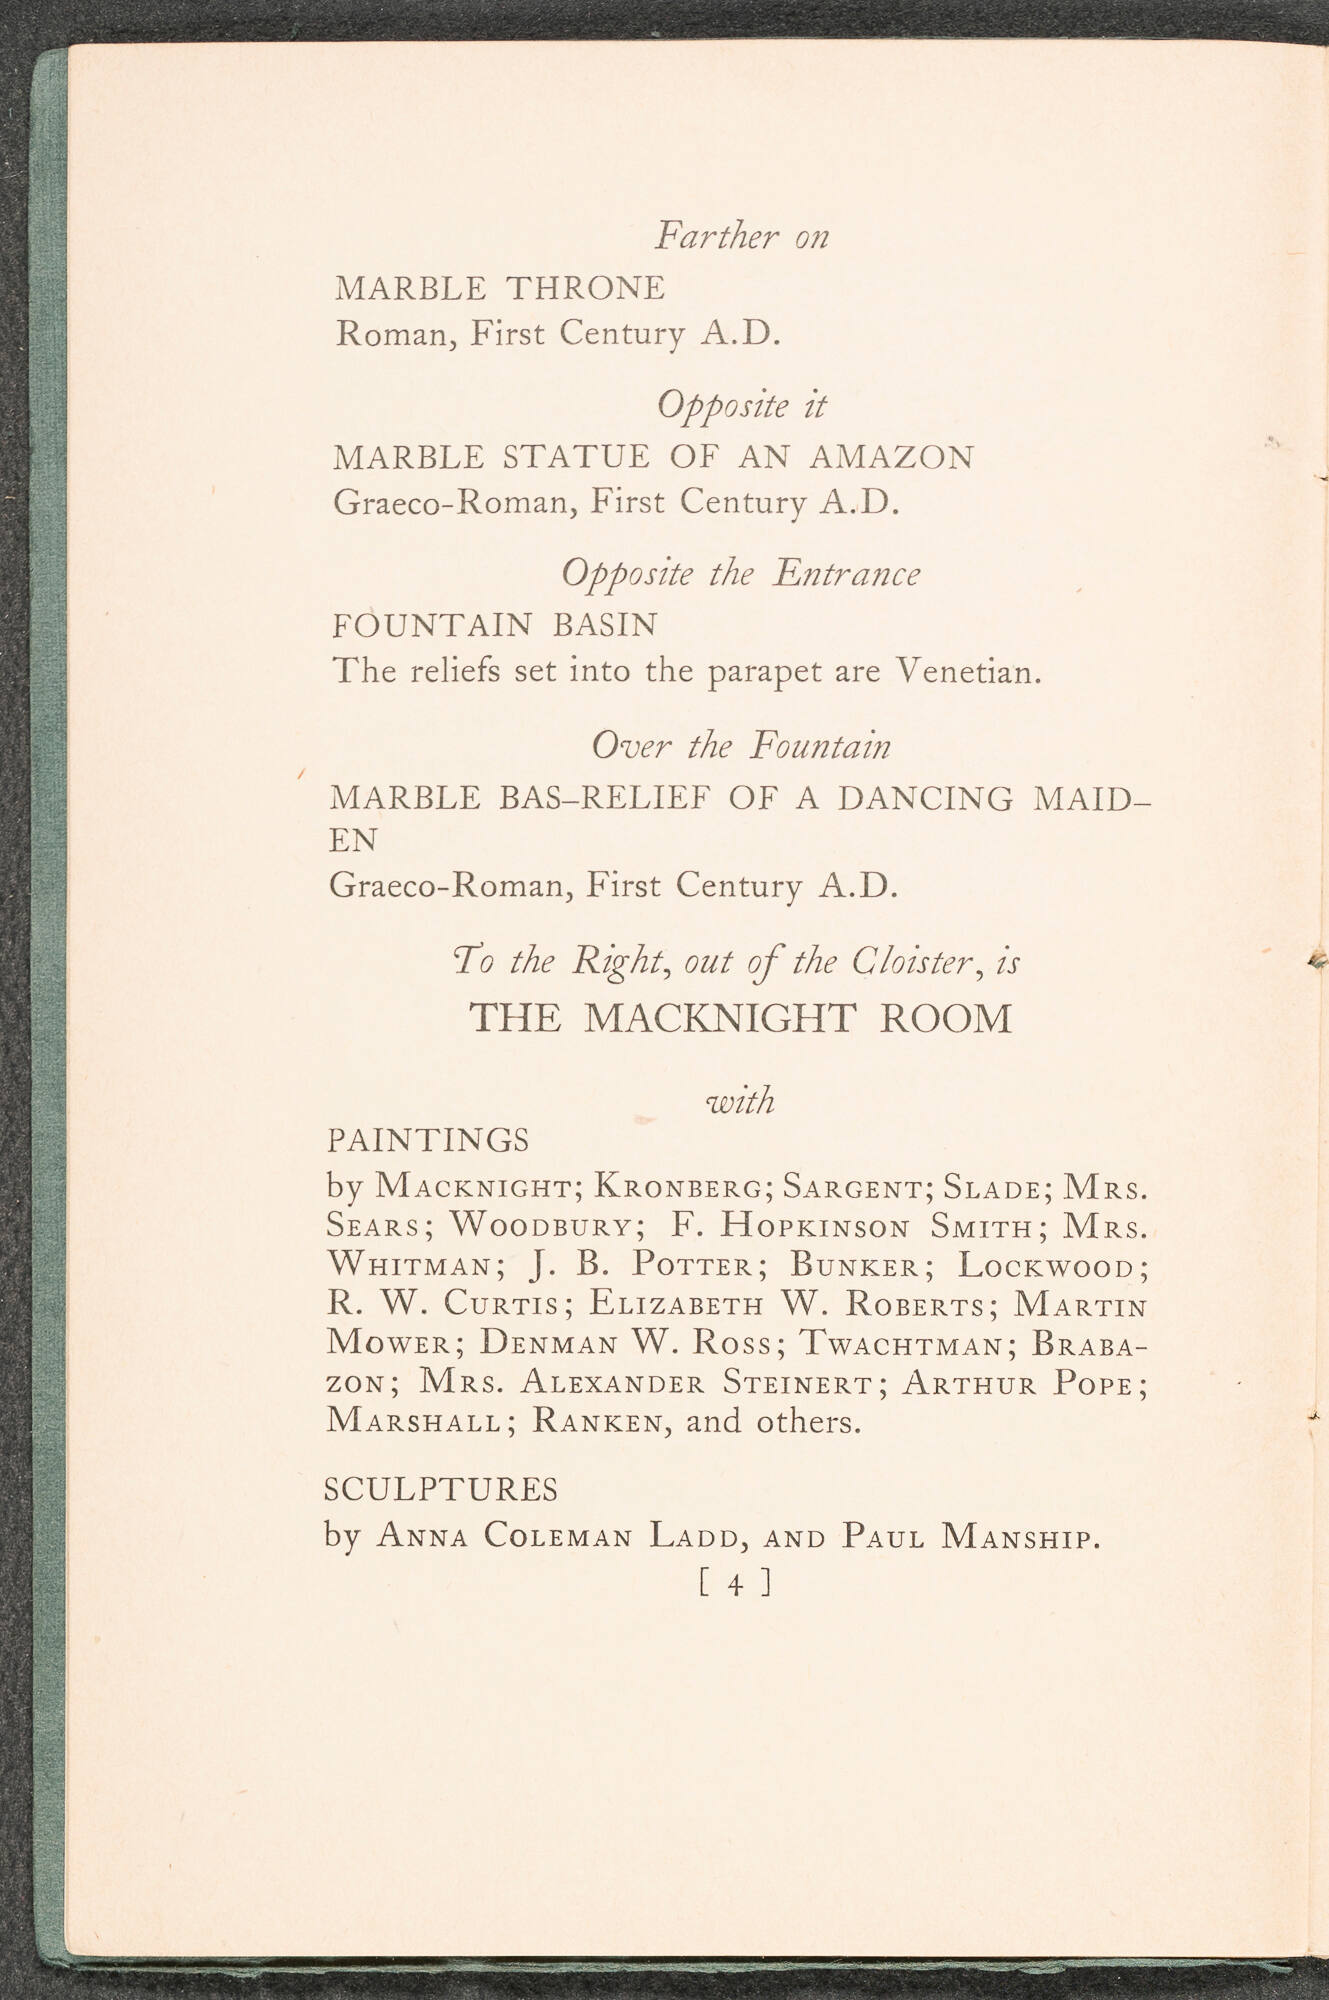 Farther on
MARBLE THRONE
Roman, First Century A.D.
Opposite it
MARBLE STATUE OF AN AMAZON
Graeco-Roman, First Century A.D.
Opposite the Entrance
FOUNTAIN BASIN
The reliefs set into the parapet are Venetian.
Over the Fountain
MARBLE BAS-RELIEF OF A DANCING MAID-
EN
Graeco-Roman, First Century A.D.
To the Right, out of the Cloister, is
THE MACKNIGHT ROOM
with
PAINTINGS
by MACKNIGHT; KRONBERG; SARGENT; SLADE; MRS.
SEARS; WOODBURY; F. HOPKINSON SMITH; MRS.
WHITMAN; J. B. POTTER; BUNKER; LOCKWOOD;
R. W. CURTIS; ELIZABETH W. ROBERTS; MARTIN
MOWER; DENMAN W. ROSS; TWACHTMAN; BRABA-
ZON; MRS. ALEXANDER STEINERT; ARTHUR POPE;
MARSHALL; RANKEN, and others.
SCULPTURES
by ANNA COLEMAN LADD, AND PAUL MANSHIP.
[ 4 ]